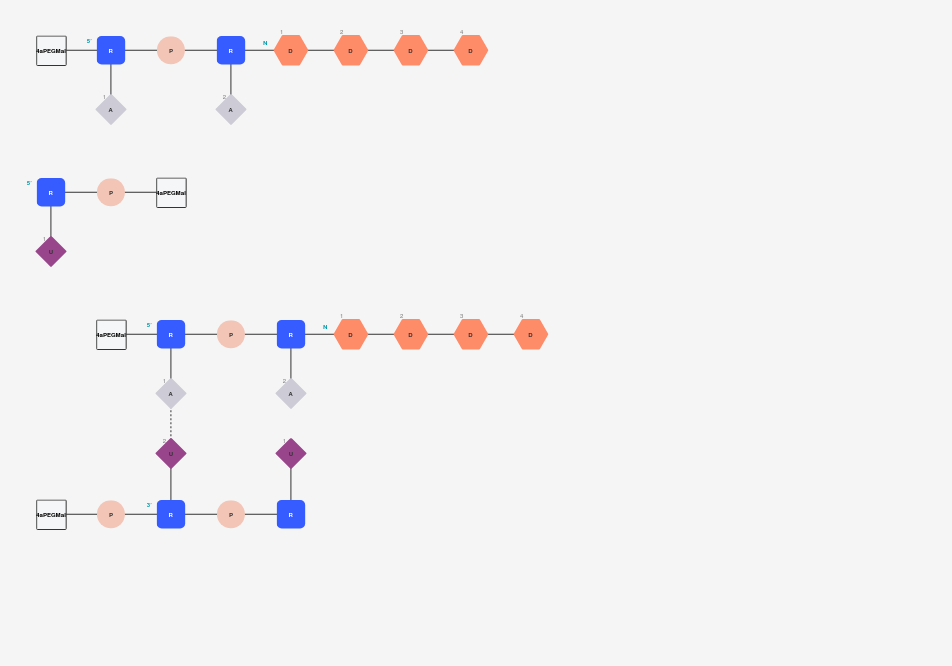 1 2 3 4
4aPEGMal 5' R P R N D D D D
1 2
A A
5' R P 4aPEGMal
1
U
1 2 3 4
4aPEGMal 5' R P R N D D D D
1 2
A A
2 1
U U
4aPEGMal P 3' R P R